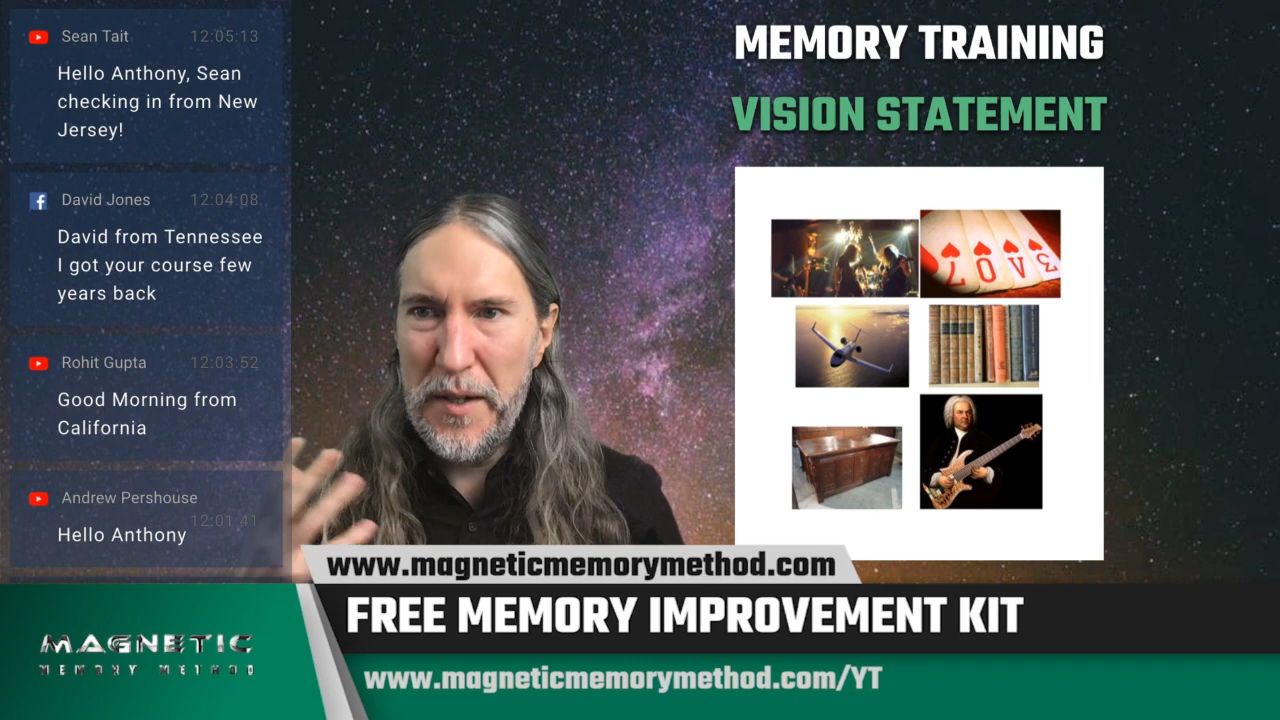 Sean Tait 12:05:13
Hello Anthony, Sean
checking in from New
Jersey!
David Jones 12:04:08
David from Tennessee
I got your course few
years back
Rohit Gupta 12:03:52
Good Morning from
California
Andrew Pershouse
12:01:41
Hello Anthony
MEMORY TRAINING
VISION STATEMENT
LOVE
www.magneticmemorymethod.com
FREE MEMORY IMPROVEMENT KIT
www.magneticmemorymethod.com/YT
MAGNETIC
MEMORY METHOD